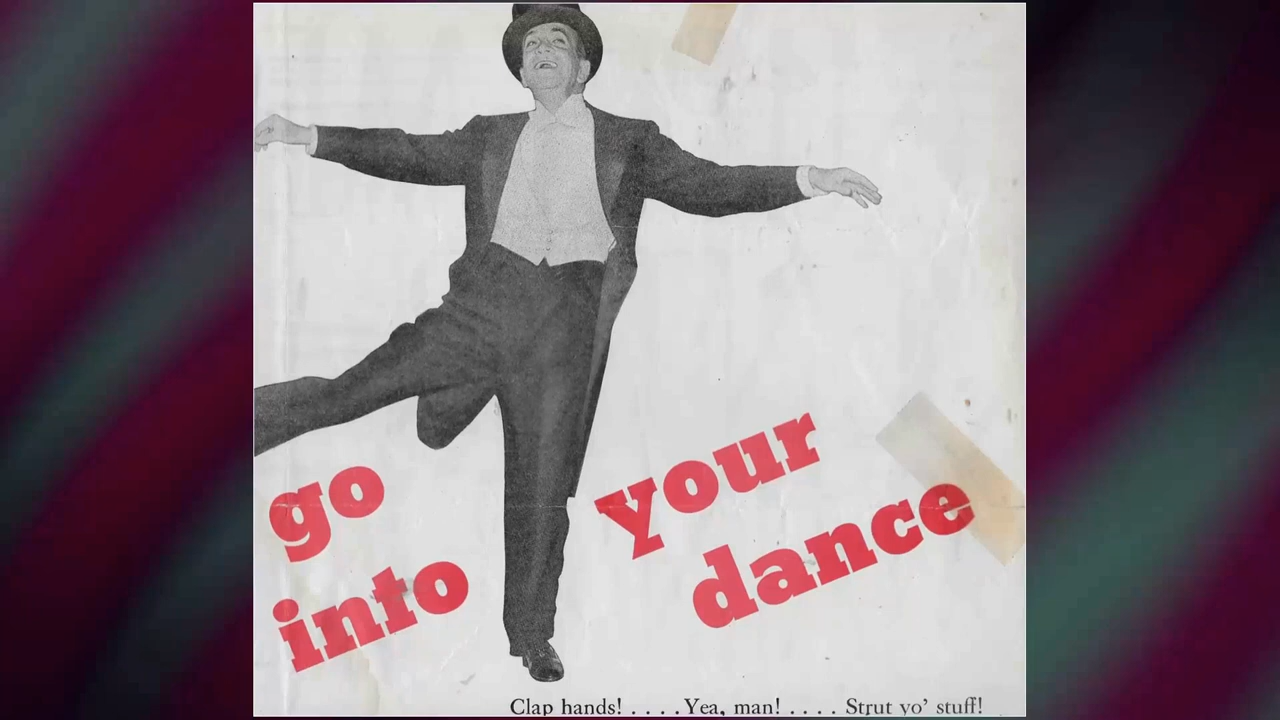 go
into
your
dance
Clap hands! . . . . Yea, man! . . . . Strut yo' stuff!